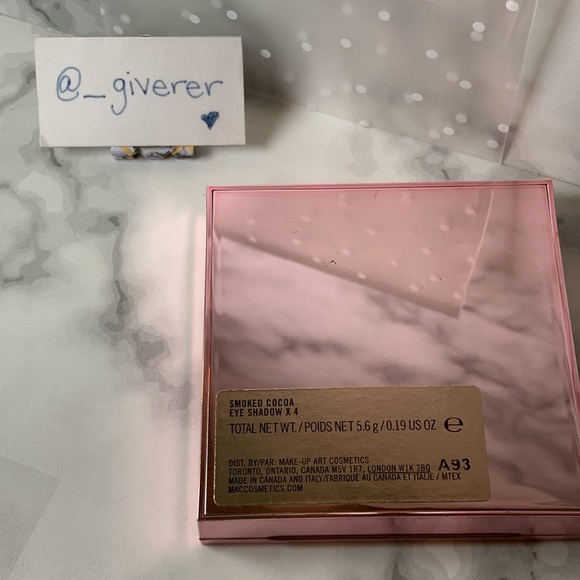 @_giverer
SMOKED COCOA
EYE SHADOW X 4
TOTAL NET WT. / POIDS NET 5.6 g / 0.19 US OZ ℮
DIST. BY/PAR: MAKE-UP ART COSMETICS
TORONTO, ONTARIO, CANADA M5V 1R7, LONDON W1K 3BQ A93
MADE IN CANADA AND ITALY/FABRIQUÉ AU CANADA ET ITALIE / MTEX
MACCOSMETICS.COM